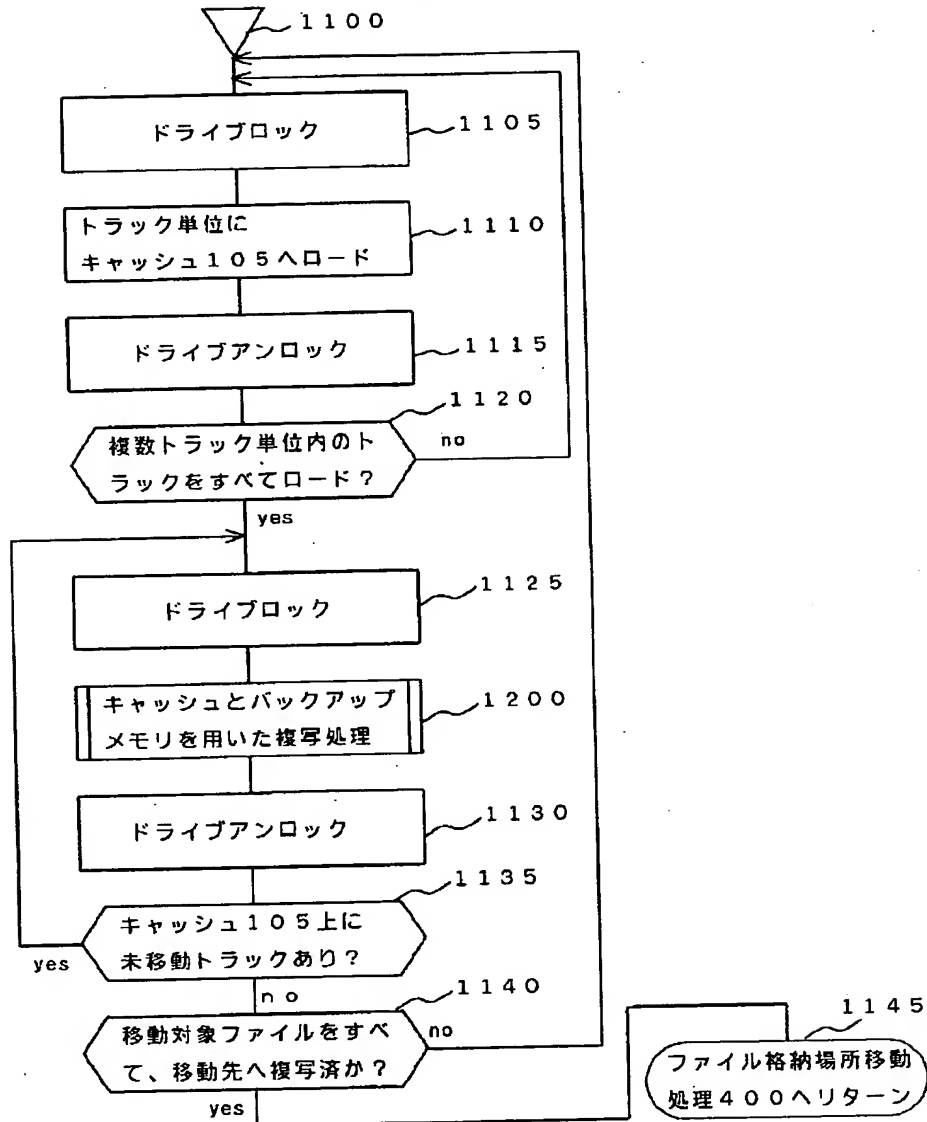 1100
ドライブロック
1105
トラック単位に
キャッシュ105へロード
1110
ドライブアンロック
1115
1120
複数トラック単位内のト
ラックをすべてロード?
no
yes
ドライブロック
1125
キャッシュとバックアップ
メモリを用いた複写処理
1200
ドライブアンロック
1130
1135
キャッシュ105上に
未移動トラックあり?
yes
no
1140
移動対象ファイルをすべ
て、移動先へ複写済か?
no
yes
1145
ファイル格納場所移動
処理400へリターン